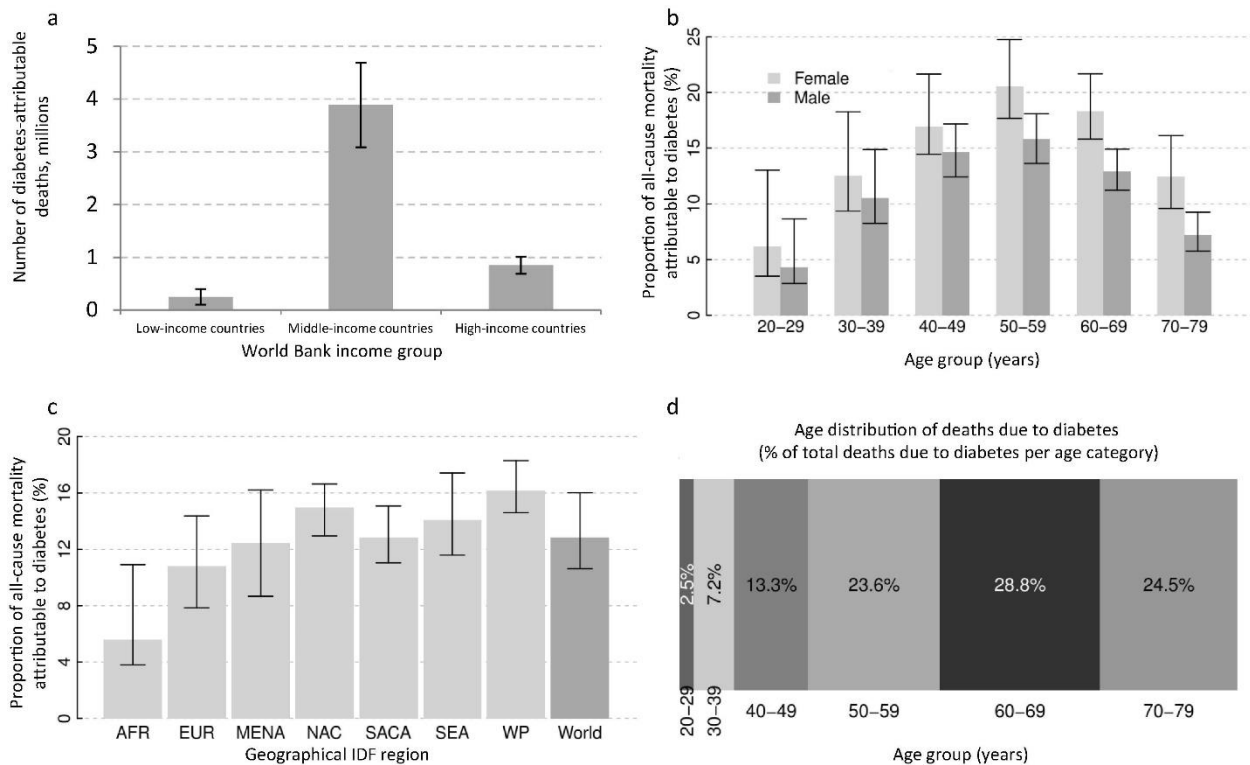 a
Number of diabetes-attributable
deaths, millions
5
4
3
2
1
0
Low-income countries Middle-income countries High-income countries
World Bank income group
b
Proportion of all-cause mortality
attributable to diabetes (%)
25
20
15
10
5
0
Female
Male
20–29 30–39 40–49 50–59 60–69 70–79
Age group (years)
c
Proportion of all-cause mortality
attributable to diabetes (%)
20
16
12
8
4
0
AFR EUR MENA NAC SACA SEA WP World
Geographical IDF region
d
Age distribution of deaths due to diabetes
(% of total deaths due to diabetes per age category)
2.5% 7.2% 13.3% 23.6% 28.8% 24.5%
20–29 30–39 40–49 50–59 60–69 70–79
Age group (years)